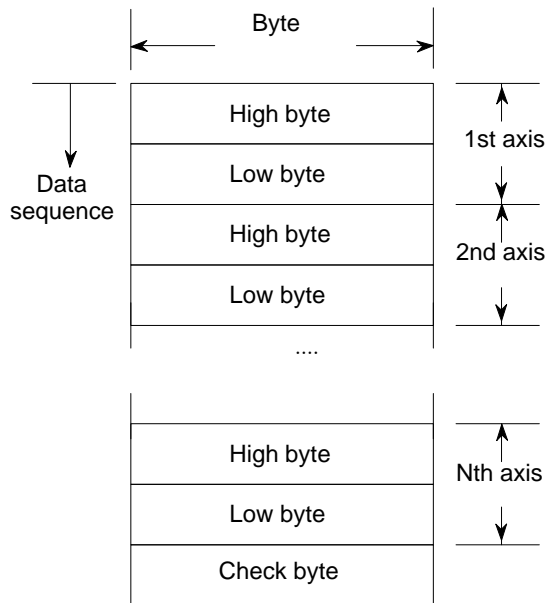 Byte
High byte
1st axis
Low byte
Data
sequence
High byte
2nd axis
Low byte
....
High byte
Nth axis
Low byte
Check byte